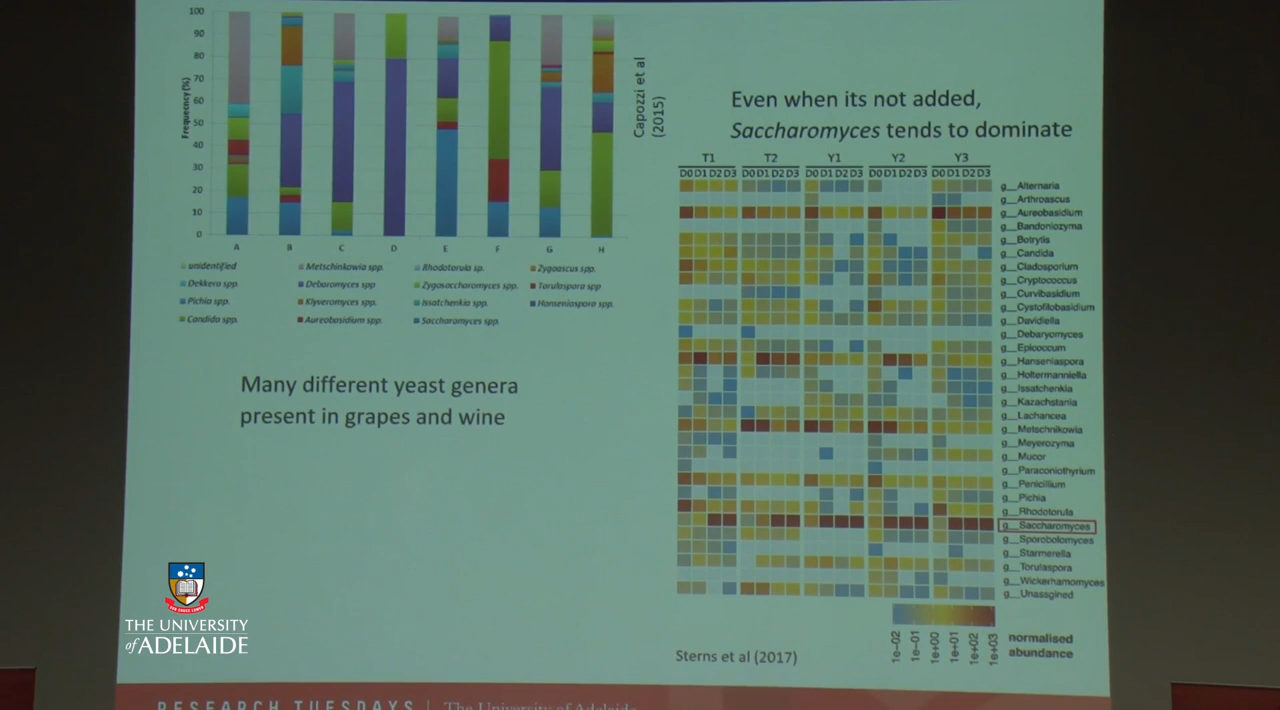 100
90
80
70
60
50
40
30
20
10
0
Frequency (%)
A B C D E F G H
unidentified Metschinkowia spp. Rhodotorula sp. Zygoascus spp.
Dekkera spp. Debaromyces spp Zygosaccharomyces spp. Torulaspora spp
Pichia spp. Klyveromyces spp. Issatchenkia spp. Hanseniaspora spp.
Candida spp. Aureobasidium spp. Saccharomyces spp.
Capozzi et al
(2015)
Many different yeast genera
present in grapes and wine
Even when its not added,
Saccharomyces tends to dominate
T1 T2 Y1 Y2 Y3
D0 D1 D2 D3 D0 D1 D2 D3 D0 D1 D2 D3 D0 D1 D2 D3 D0 D1 D2 D3
g__Alternaria
g__Arthroascus
g__Aureobasidium
g__Bandoniozyma
g__Botrytis
g__Candida
g__Cladosporium
g__Cryptococcus
g__Curvibasidium
g__Cystofilobasidium
g__Davidiella
g__Debaryomyces
g__Epicoccum
g__Hanseniaspora
g__Holtermanniella
g__Issatchenkia
g__Kazachstania
g__Lachancea
g__Metschnikowia
g__Meyerozyma
g__Mucor
g__Paraconiothyrium
g__Penicillium
g__Pichia
g__Rhodotorula
g__Saccharomyces
g__Sporobolomyces
g__Starmerella
g__Torulaspora
g__Wickerhamomyces
g__Unassgined
1e-02
1e-01
1e+00
1e+01
1e+02
1e+03
normalised
abundance
Sterns et al (2017)
THE UNIVERSITY
of ADELAIDE
RESEARCH TUESDAYS | The University of Adelaide